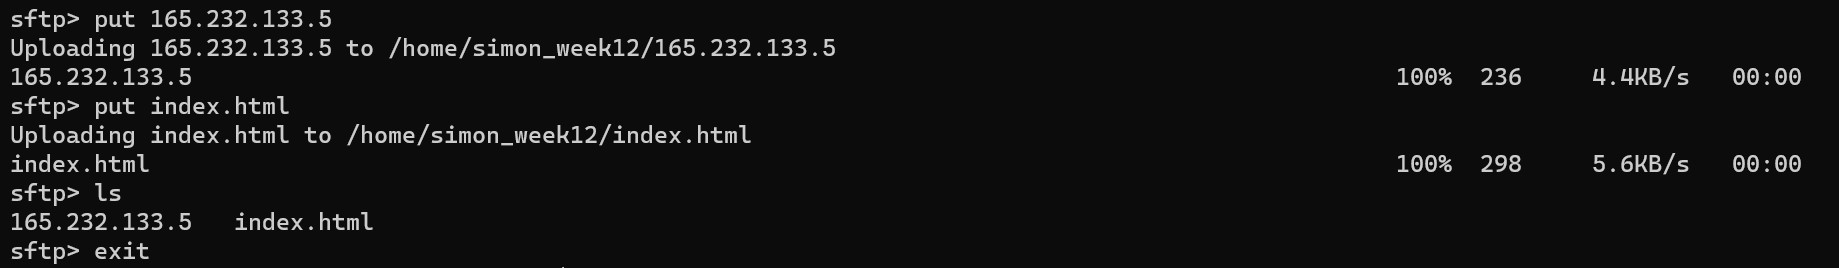 sftp> put 165.232.133.5
Uploading 165.232.133.5 to /home/simon_week12/165.232.133.5
165.232.133.5 100% 236 4.4KB/s 00:00
sftp> put index.html
Uploading index.html to /home/simon_week12/index.html
index.html 100% 298 5.6KB/s 00:00
sftp> ls
165.232.133.5 index.html
sftp> exit